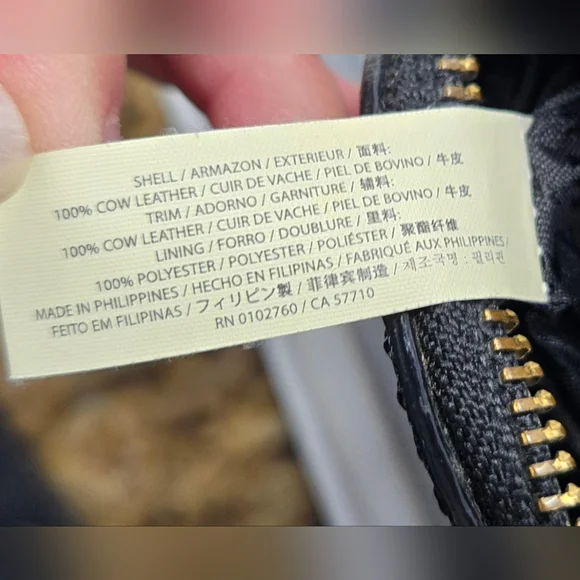 SHELL / ARMAZON / EXTERIEUR / 面料:
100% COW LEATHER / CUIR DE VACHE / PIEL DE BOVINO / 牛皮
TRIM / ADORNO / GARNITURE / 辅料:
100% COW LEATHER / CUIR DE VACHE / PIEL DE BOVINO / 牛皮
LINING / FORRO / DOUBLURE / 里料:
100% POLYESTER / POLYESTER / POLIÉSTER / 聚酯纤维
MADE IN PHILIPPINES / HECHO EN FILIPINAS / FABRIQUÉ AUX PHILIPPINES /
FEITO EM FILIPINAS / フィリピン製 / 菲律宾制造 / 제조국명 : 필리핀
RN 0102760 / CA 57710